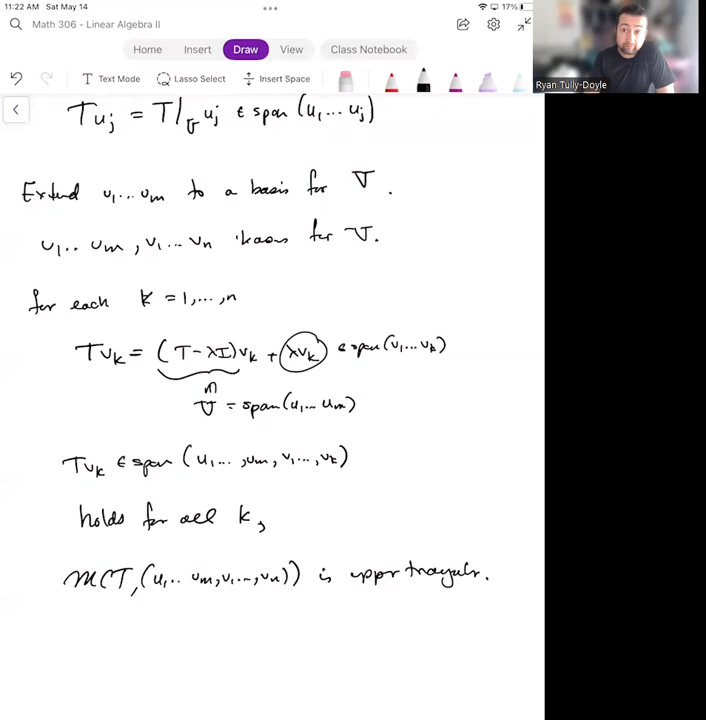 11:22 AM Sat May 14
17%
Math 306 - Linear Algebra II
Home Insert Draw View Class Notebook
Text Mode Lasso Select Insert Space
Ryan Tully-Doyle
Tuj = T|U uj ∈ span (u1... uj)
Extend u1...um to a basis for V.
u1.. um, v1... vn basis for V.
for each k = 1,...,n
Tvk = (T-λI)vk + λvk ∈ span(v1... vk)
U = span(u1... um)
Tvk ∈ span (u1..., um, v1..., vk)
holds for all k,
M(T, (u1.. um, v1..., vn)) is uppr trayulr.